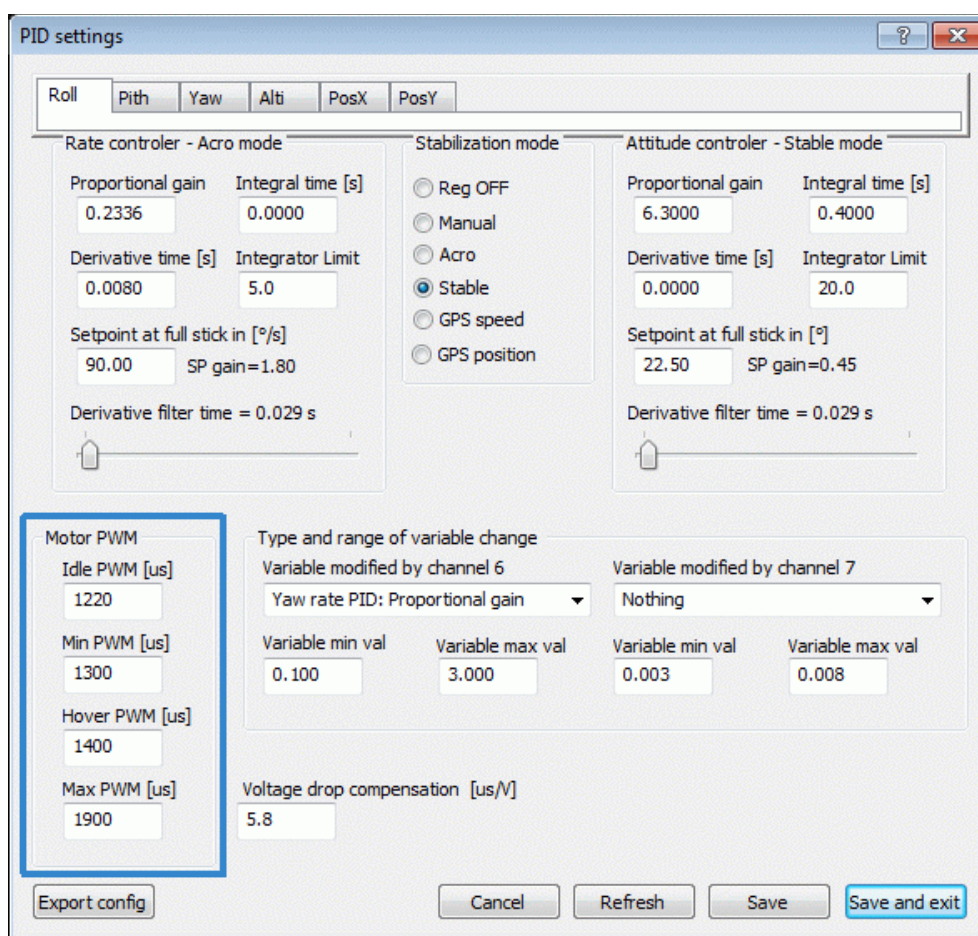 PID settings
Roll Pith Yaw Alti PosX PosY
Rate controler - Acro mode
Proportional gain Integral time [s]
0.2336 0.0000
Derivative time [s] Integrator Limit
0.0080 5.0
Setpoint at full stick in [°/s]
90.00 SP gain=1.80
Derivative filter time = 0.029 s
Stabilization mode
Reg OFF
Manual
Acro
Stable
GPS speed
GPS position
Attitude controler - Stable mode
Proportional gain Integral time [s]
6.3000 0.4000
Derivative time [s] Integrator Limit
0.0000 20.0
Setpoint at full stick in [°]
22.50 SP gain=0.45
Derivative filter time = 0.029 s
Motor PWM
Idle PWM [us]
1220
Min PWM [us]
1300
Hover PWM [us]
1400
Max PWM [us]
1900
Type and range of variable change
Variable modified by channel 6 Variable modified by channel 7
Yaw rate PID: Proportional gain Nothing
Variable min val Variable max val Variable min val Variable max val
0.100 3.000 0.003 0.008
Voltage drop compensation [us/V]
5.8
Export config Cancel Refresh Save Save and exit